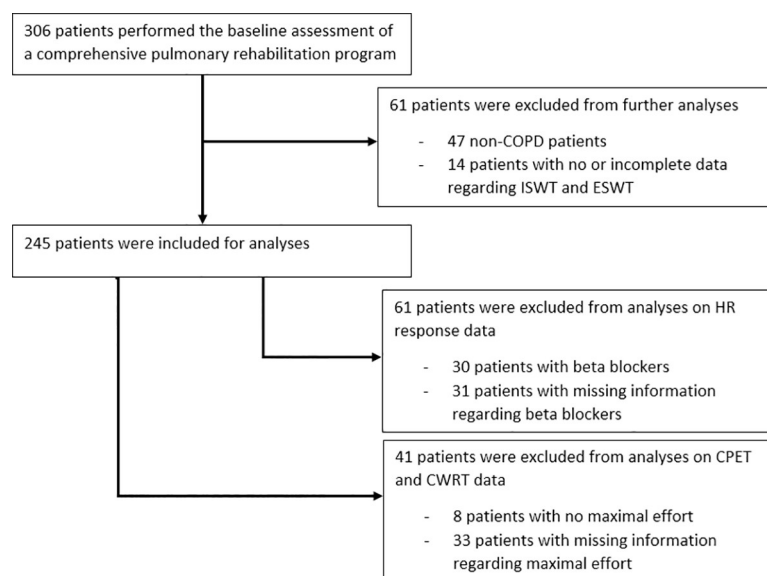 306 patients performed the baseline assessment of
a comprehensive pulmonary rehabilitation program
61 patients were excluded from further analyses
- 47 non-COPD patients
- 14 patients with no or incomplete data
regarding ISWT and ESWT
245 patients were included for analyses
61 patients were excluded from analyses on HR
response data
- 30 patients with beta blockers
- 31 patients with missing information
regarding beta blockers
41 patients were excluded from analyses on CPET
and CWRT data
- 8 patients with no maximal effort
- 33 patients with missing information
regarding maximal effort